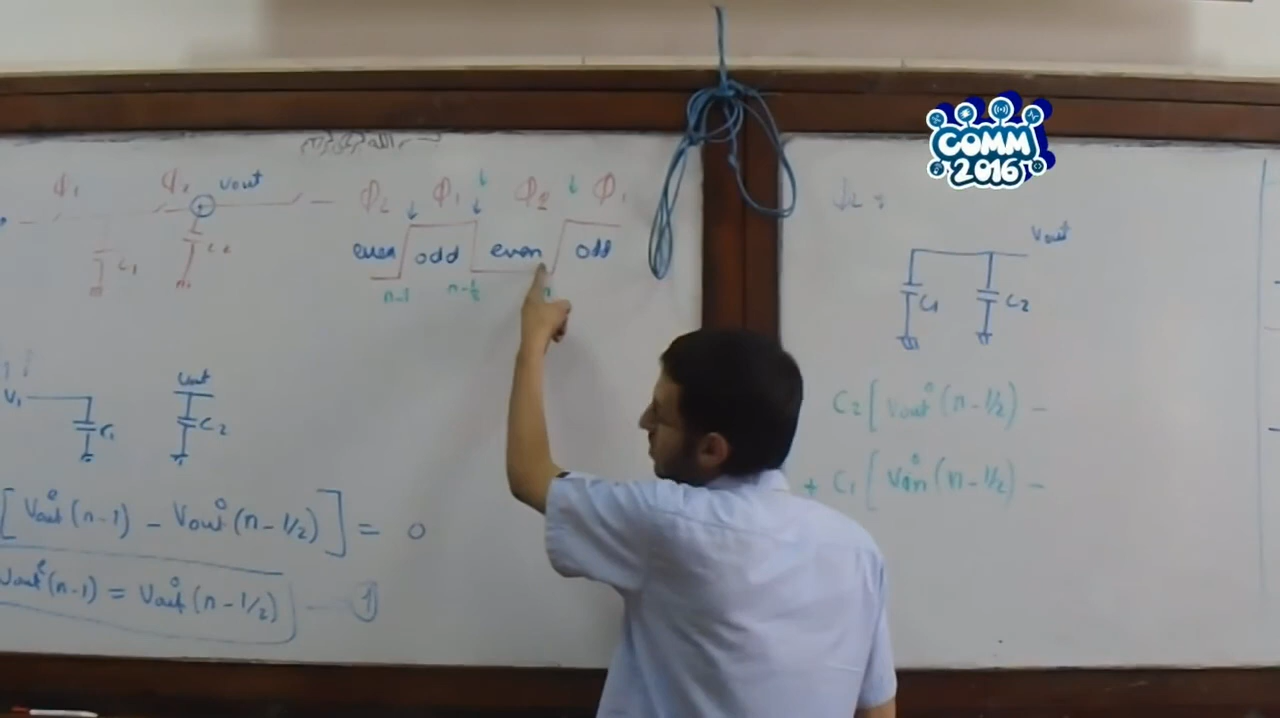 COMM
2016
Φ₁ Φ₂ Vout
C₁ C₂
Φ₂ Φ₁ Φ₂ Φ₁
even odd even odd
n-1 n-1/2 n
V₁ C₁
Vout C₂
[Vout^e(n-1) - Vout^o(n-1/2)] = 0
Vout^e(n-1) = Vout^o(n-1/2) 1
Φ₂ :
Vout
C₁ C₂
C₂[Vout^o(n-1/2) -
+ C₁[Vin^o(n-1/2) -